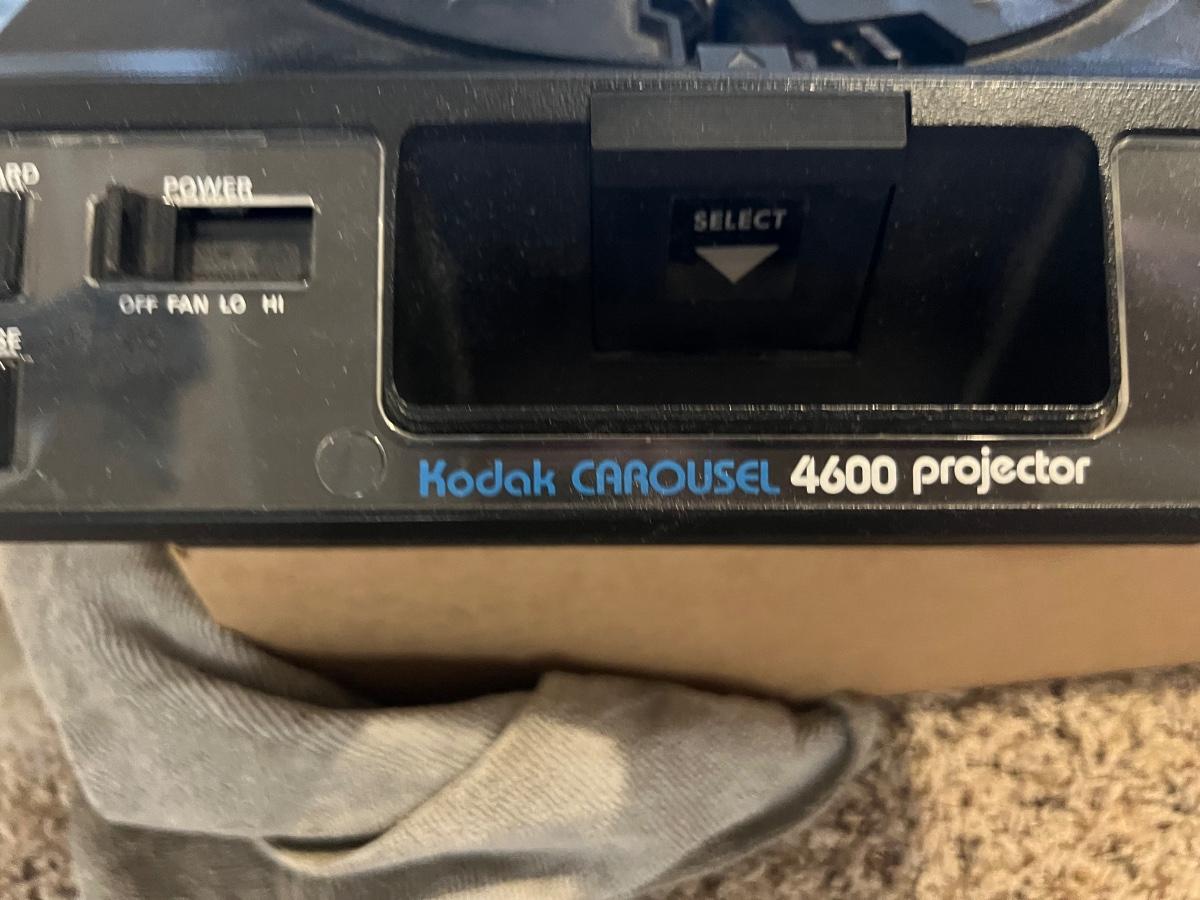 POWER
OFF FAN LO HI
SELECT
Kodak CAROUSEL 4600 projector